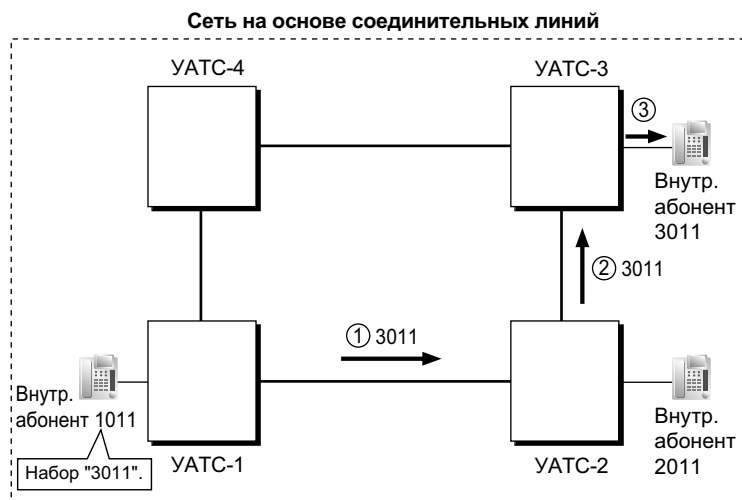 Сеть на основе соединительных линий
УАТС-4
УАТС-3
③
Внутр.
абонент
3011
② 3011
① 3011
Внутр.
абонент 1011
Набор "3011".
УАТС-1
УАТС-2
Внутр.
абонент
2011